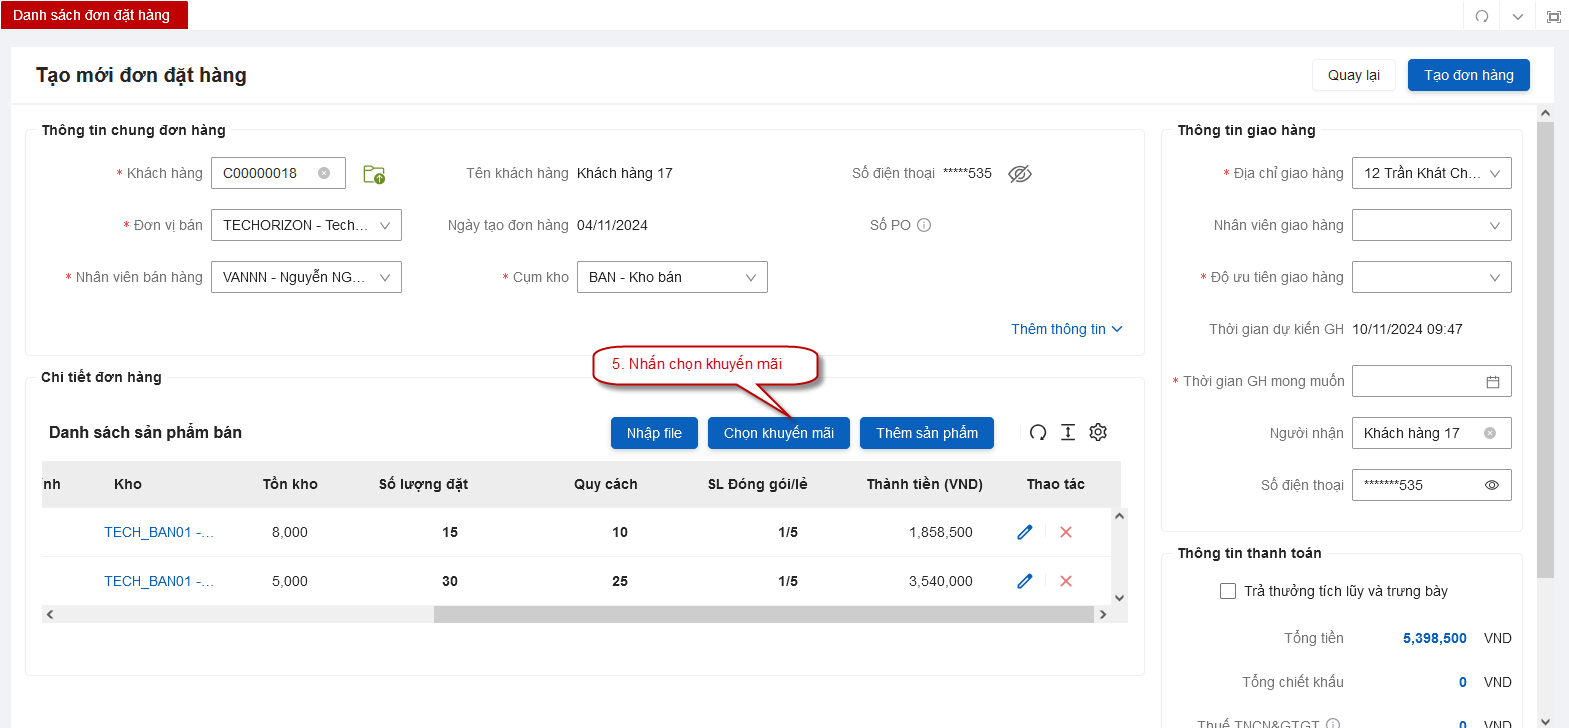 Danh sách đơn đặt hàng
Tạo mới đơn đặt hàng
Quay lại
Tạo đơn hàng
Thông tin chung đơn hàng
* Khách hàng C00000018
Tên khách hàng Khách hàng 17
Số điện thoại *****535
* Đơn vị bán TECHORIZON - Tech...
Ngày tạo đơn hàng 04/11/2024
Số PO
* Nhân viên bán hàng VANNN - Nguyễn NG...
* Cụm kho BAN - Kho bán
Thêm thông tin
5. Nhấn chọn khuyến mãi
Chi tiết đơn hàng
Danh sách sản phẩm bán
Nhập file
Chọn khuyến mãi
Thêm sản phẩm
ính Kho Tồn kho Số lượng đặt Quy cách SL Đóng gói/lẻ Thành tiền (VND) Thao tác
TECH_BAN01 -... 8,000 15 10 1/5 1,858,500
TECH_BAN01 -... 5,000 30 25 1/5 3,540,000
Thông tin giao hàng
* Địa chỉ giao hàng 12 Trần Khát Ch...
Nhân viên giao hàng
* Độ ưu tiên giao hàng
Thời gian dự kiến GH 10/11/2024 09:47
* Thời gian GH mong muốn
Người nhận Khách hàng 17
Số điện thoại *******535
Thông tin thanh toán
Trả thưởng tích lũy và trưng bày
Tổng tiền 5,398,500 VND
Tổng chiết khấu 0 VND
Thuế TNCN&GTGT 0 VND